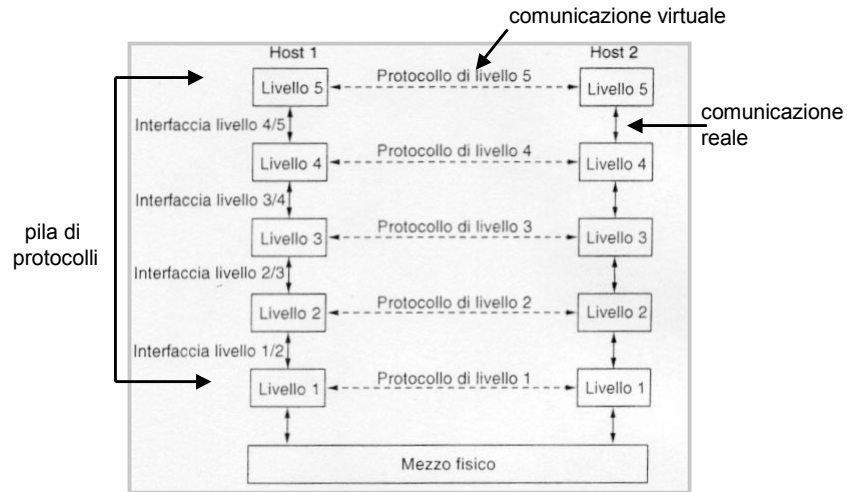 comunicazione virtuale
Host 1
Host 2
Livello 5
Protocollo di livello 5
Livello 5
comunicazione
reale
Interfaccia livello 4/5
Livello 4
Protocollo di livello 4
Livello 4
Interfaccia livello 3/4
pila di
protocolli
Livello 3
Protocollo di livello 3
Livello 3
Interfaccia livello 2/3
Livello 2
Protocollo di livello 2
Livello 2
Interfaccia livello 1/2
Livello 1
Protocollo di livello 1
Livello 1
Mezzo fisico